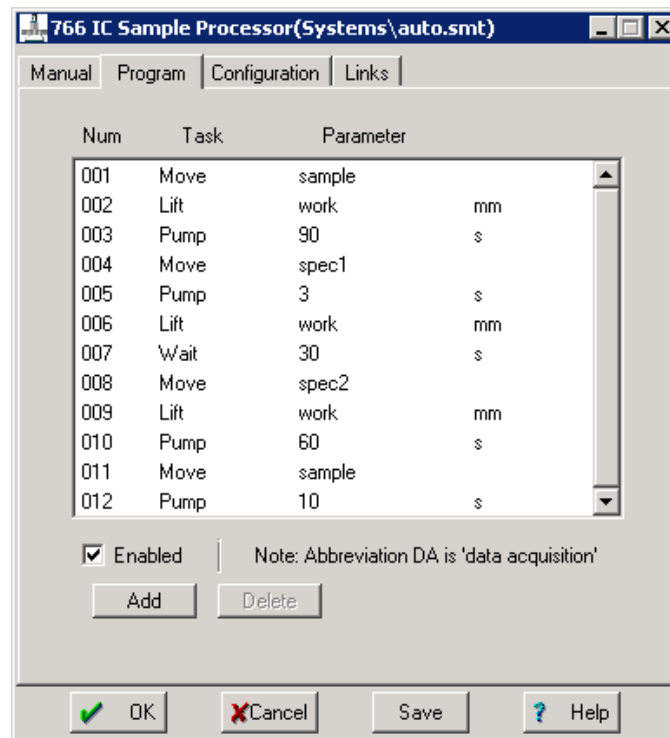 766 IC Sample Processor(Systems\auto.smt)
Manual Program Configuration Links
Num Task Parameter
001 Move sample
002 Lift work mm
003 Pump 90 s
004 Move spec1
005 Pump 3 s
006 Lift work mm
007 Wait 30 s
008 Move spec2
009 Lift work mm
010 Pump 60 s
011 Move sample
012 Pump 10 s
Enabled Note: Abbreviation DA is 'data acquisition'
Add Delete
OK Cancel Save ? Help